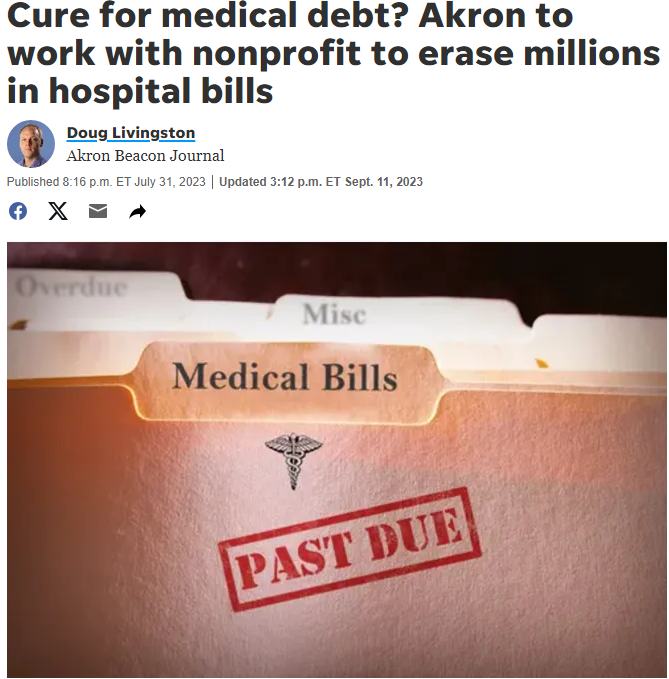 Cure for medical debt? Akron to
work with nonprofit to erase millions
in hospital bills
Doug Livingston
Akron Beacon Journal
Published 8:16 p.m. ET July 31, 2023 | Updated 3:12 p.m. ET Sept. 11, 2023
Overdue
Misc
Medical Bills
PAST DUE